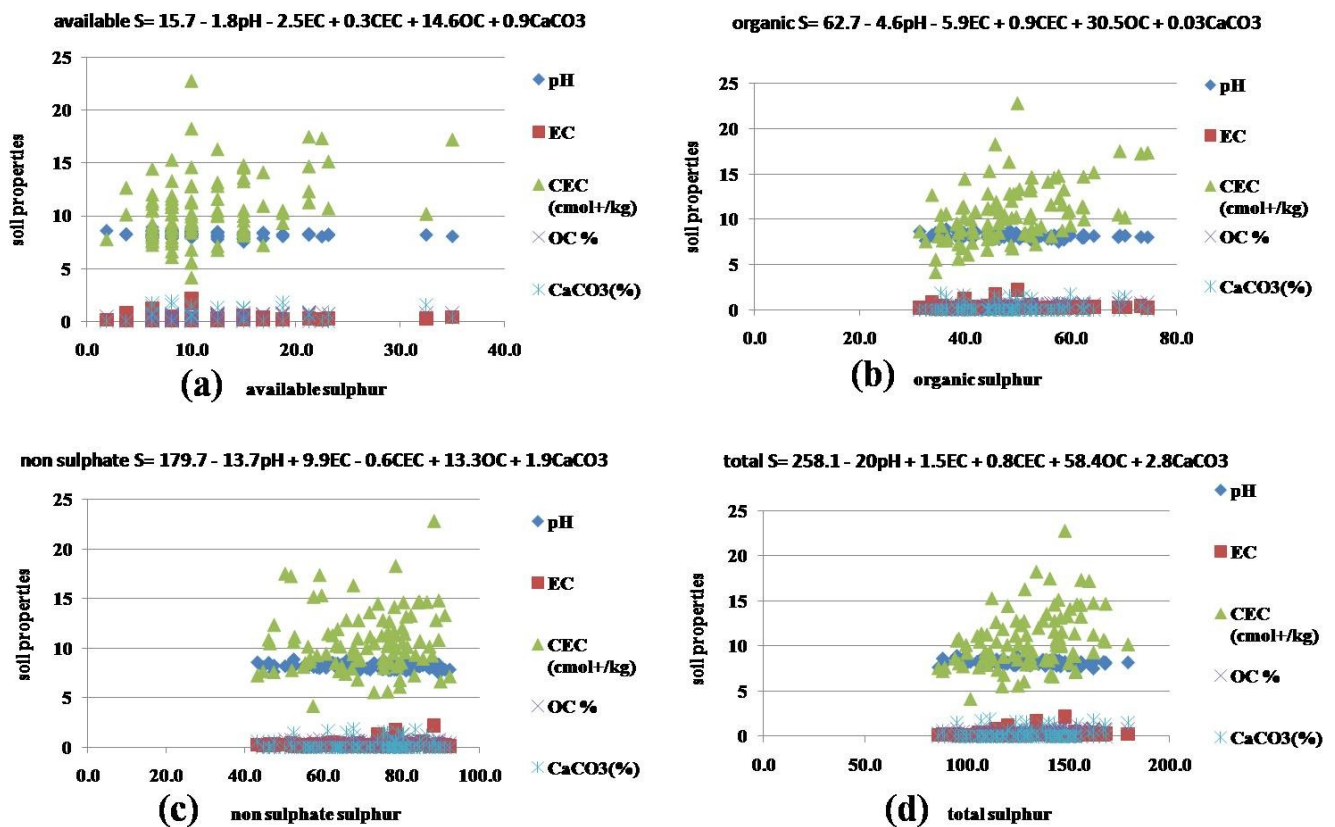 available S= 15.7 - 1.8pH - 2.5EC + 0.3CEC + 14.6OC + 0.9CaCO3
25
20
15
10
5
0
soil properties
0.0 10.0 20.0 30.0 40.0
(a) available sulphur
pH
EC
CEC
(cmol+/kg)
OC %
CaCO3(%)
organic S= 62.7 - 4.6pH - 5.9EC + 0.9CEC + 30.5OC + 0.03CaCO3
25
20
15
10
5
0
soil properties
0.0 20.0 40.0 60.0 80.0
(b) organic sulphur
pH
EC
CEC
(cmol+/kg)
OC %
CaCO3(%)
non sulphate S= 179.7 - 13.7pH + 9.9EC - 0.6CEC + 13.3OC + 1.9CaCO3
25
20
15
10
5
0
soil properties
0.0 20.0 40.0 60.0 80.0 100.0
(c) non sulphate sulphur
pH
EC
CEC
(cmol+/kg)
OC %
CaCO3(%)
total S= 258.1 - 20pH + 1.5EC + 0.8CEC + 58.4OC + 2.8CaCO3
25
20
15
10
5
0
soil properties
0.0 50.0 100.0 150.0 200.0
(d) total sulphur
pH
EC
CEC
(cmol+/kg)
OC %
CaCO3(%)